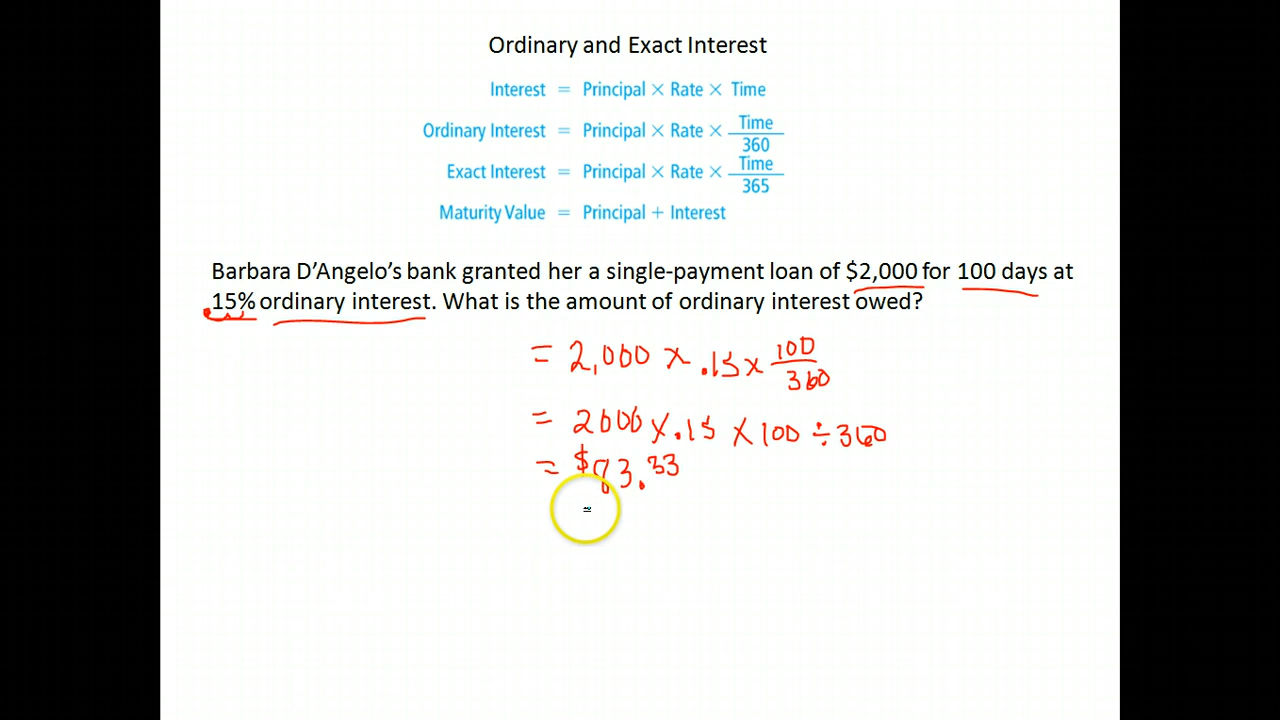 Ordinary and Exact Interest
Interest = Principal × Rate × Time
Ordinary Interest = Principal × Rate × Time/360
Exact Interest = Principal × Rate × Time/365
Maturity Value = Principal + Interest
Barbara D’Angelo’s bank granted her a single-payment loan of $2,000 for 100 days at
15% ordinary interest. What is the amount of ordinary interest owed?
= 2,000 × .15 × 100/360
= 2000 × .15 × 100 ÷ 360
= $83.33